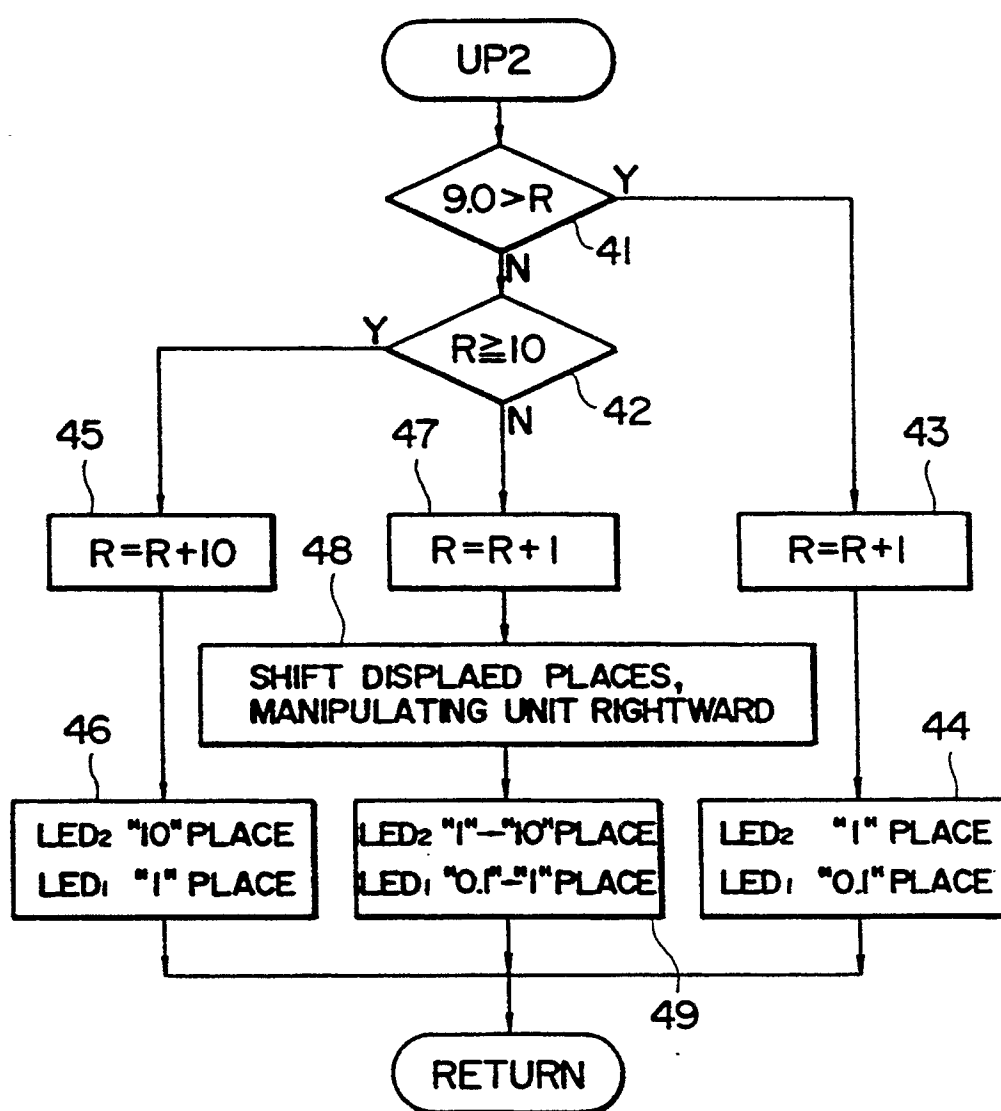 UP2
9.0>R
Y
41
N
Y
R≧10
42
N
45
47
43
R=R+10
R=R+1
R=R+1
48
SHIFT DISPLAED PLACES,
MANIPULATING UNIT RIGHTWARD
46
44
LED2 "10" PLACE
LED1 "1" PLACE
LED2 "1"-"10" PLACE
LED1 "0.1"-"1" PLACE
LED2 "1" PLACE
LED1 "0.1" PLACE
49
RETURN